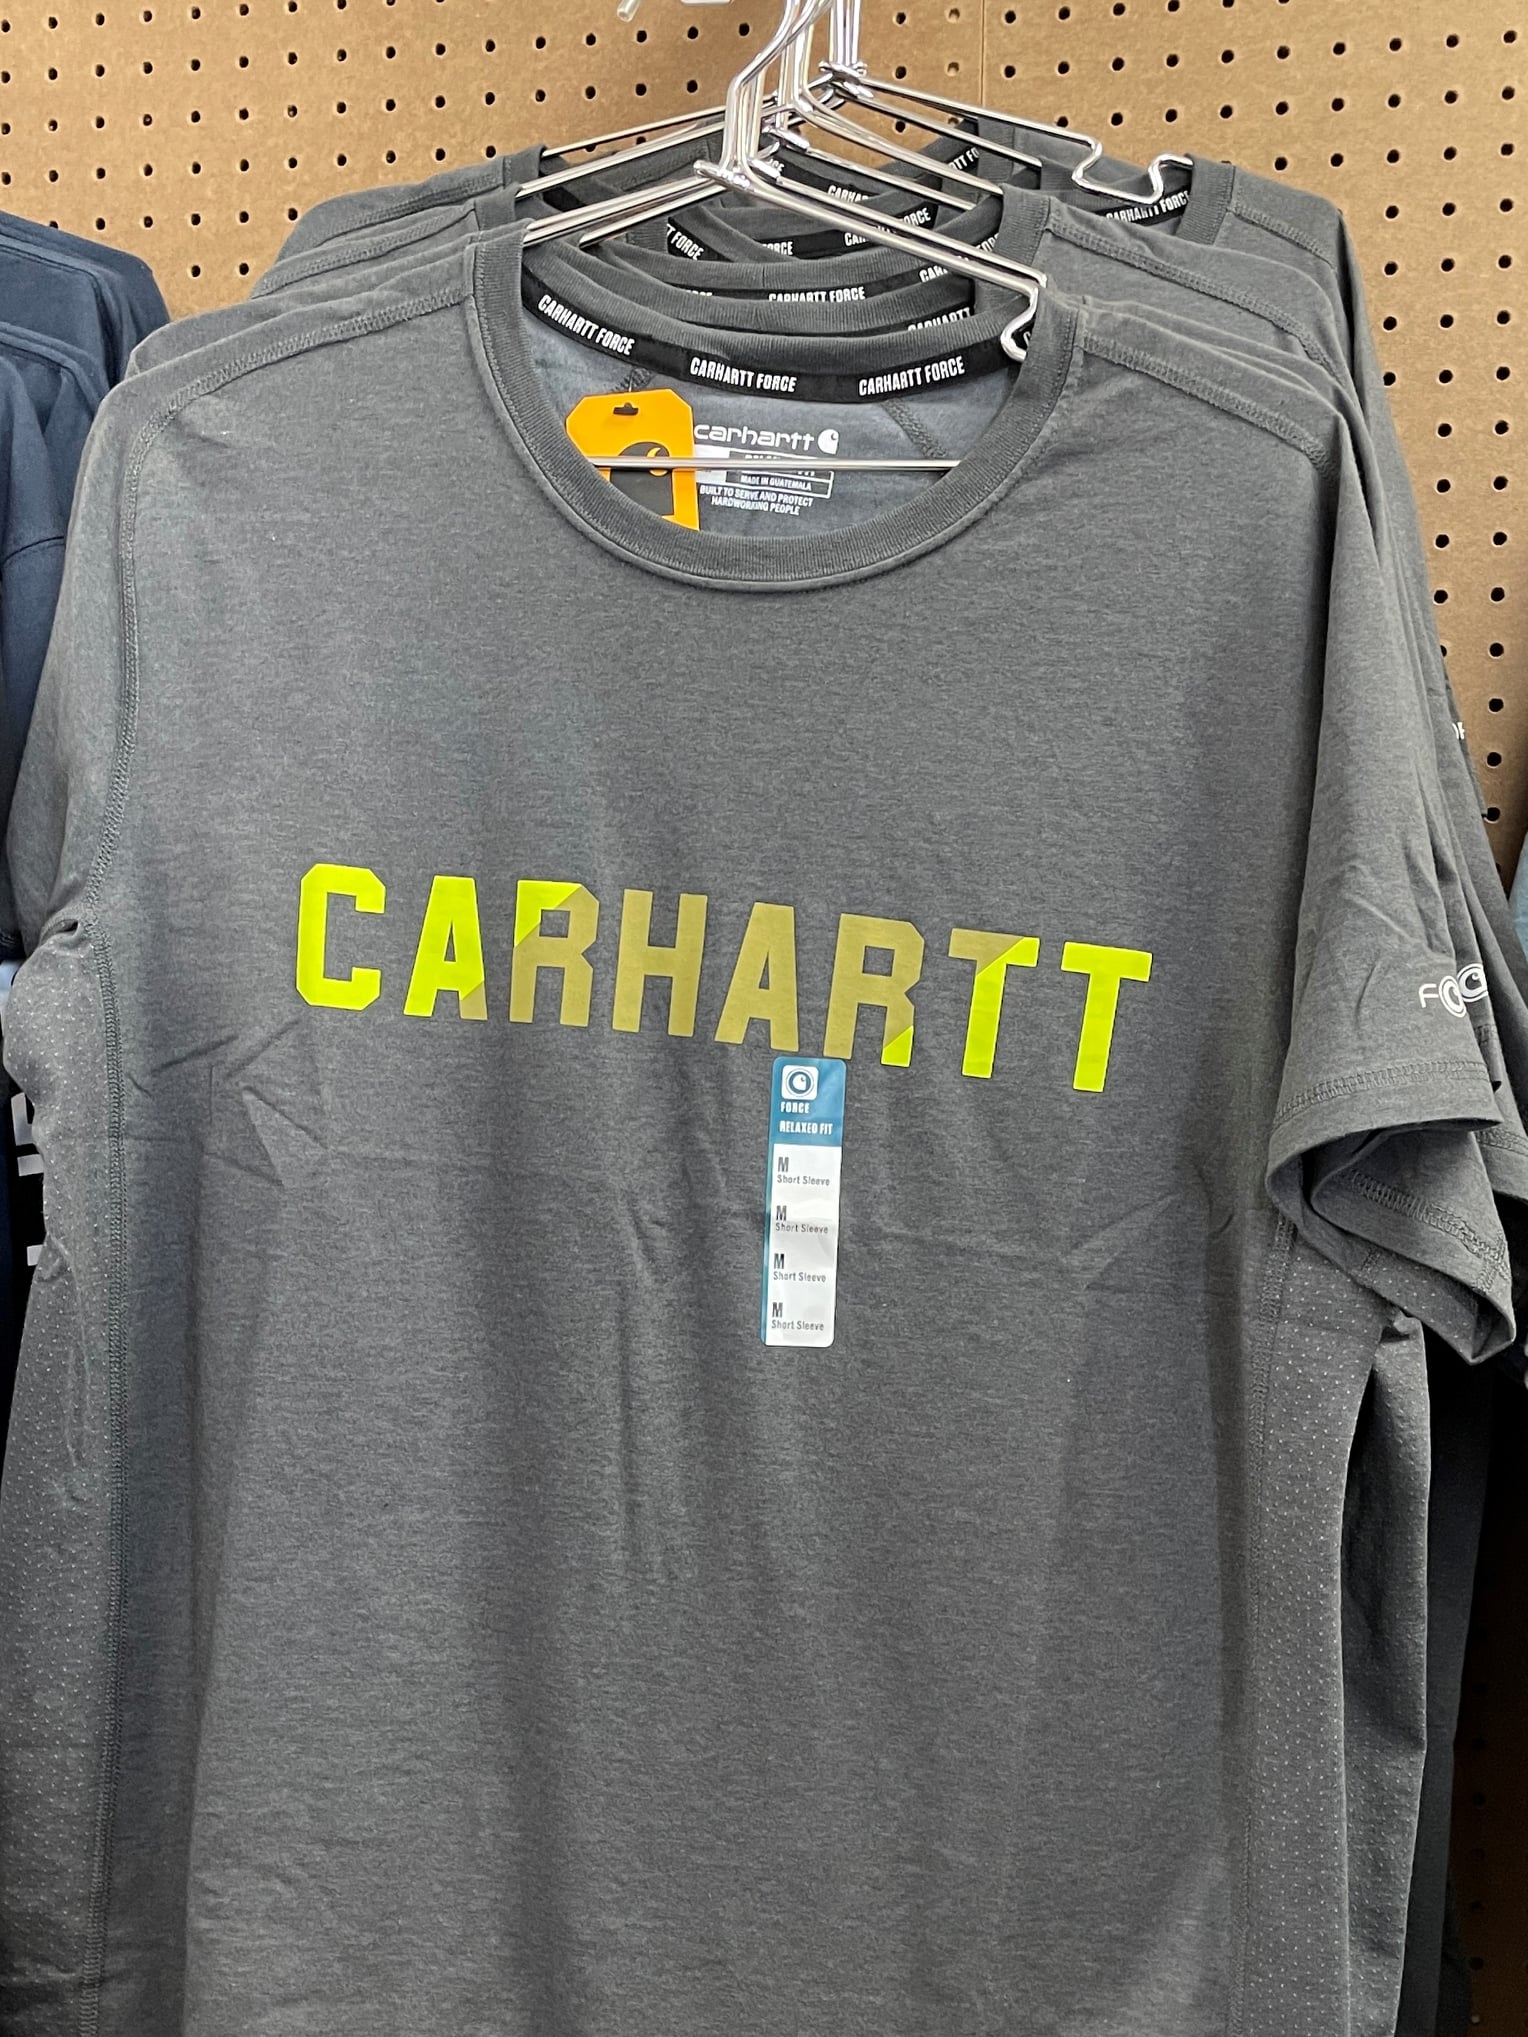 CARHARTT FORCE
CARHARTT FORCE
CARHARTT FORCE
CARHARTT FORCE
CARHARTT FORCE
carhartt
MADE IN GUATEMALA
BUILT TO SERVE AND PROTECT
HARDWORKING PEOPLE
CARHARTT
FORCE
RELAXED FIT
M
Short Sleeve
M
Short Sleeve
M
Short Sleeve
M
Short Sleeve